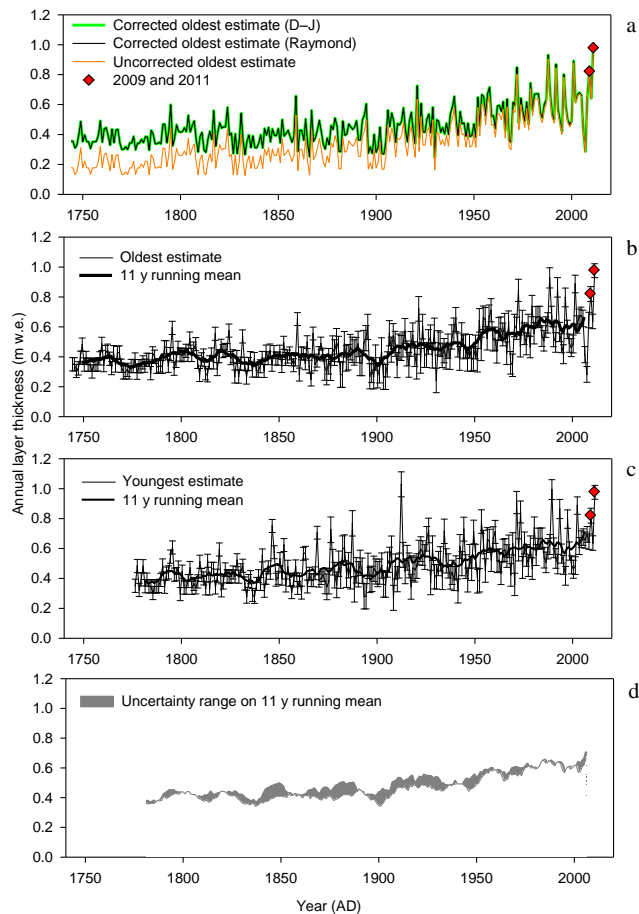 a
Corrected oldest estimate (D–J)
Corrected oldest estimate (Raymond)
Uncorrected oldest estimate
2009 and 2011
1.2
1.0
0.8
0.6
0.4
0.2
0.0
1750 1800 1850 1900 1950 2000
b
Oldest estimate
11 y running mean
1.2
1.0
0.8
0.6
0.4
0.2
0.0
1750 1800 1850 1900 1950 2000
Annual layer thickness (m w.e.)
c
Youngest estimate
11 y running mean
1.2
1.0
0.8
0.6
0.4
0.2
0.0
1750 1800 1850 1900 1950 2000
d
Uncertainty range on 11 y running mean
1.2
1.0
0.8
0.6
0.4
0.2
0.0
1750 1800 1850 1900 1950 2000
Year (AD)